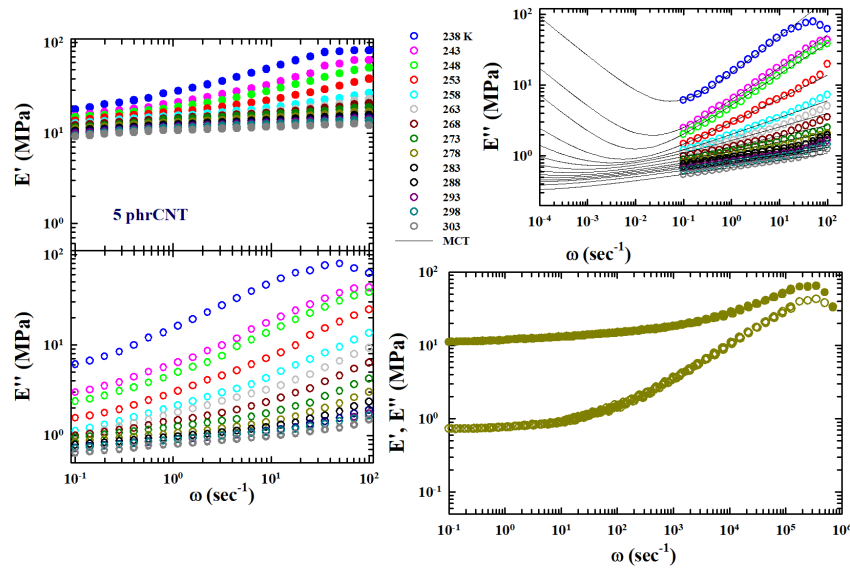 E' (MPa)
10²
10¹
10⁰
5 phrCNT
E'' (MPa)
10²
10¹
10⁰
10⁻¹ 10⁰ 10¹ 10²
ω (sec⁻¹)
238 K
243
248
253
258
263
268
273
278
283
288
293
298
303
MCT
E'' (MPa)
10²
10¹
10⁰
10⁻⁴ 10⁻³ 10⁻² 10⁻¹ 10⁰ 10¹ 10²
ω (sec⁻¹)
E', E'' (MPa)
10²
10¹
10⁰
10⁻¹
10⁻¹ 10⁰ 10¹ 10² 10³ 10⁴ 10⁵ 10⁶
ω (sec⁻¹)